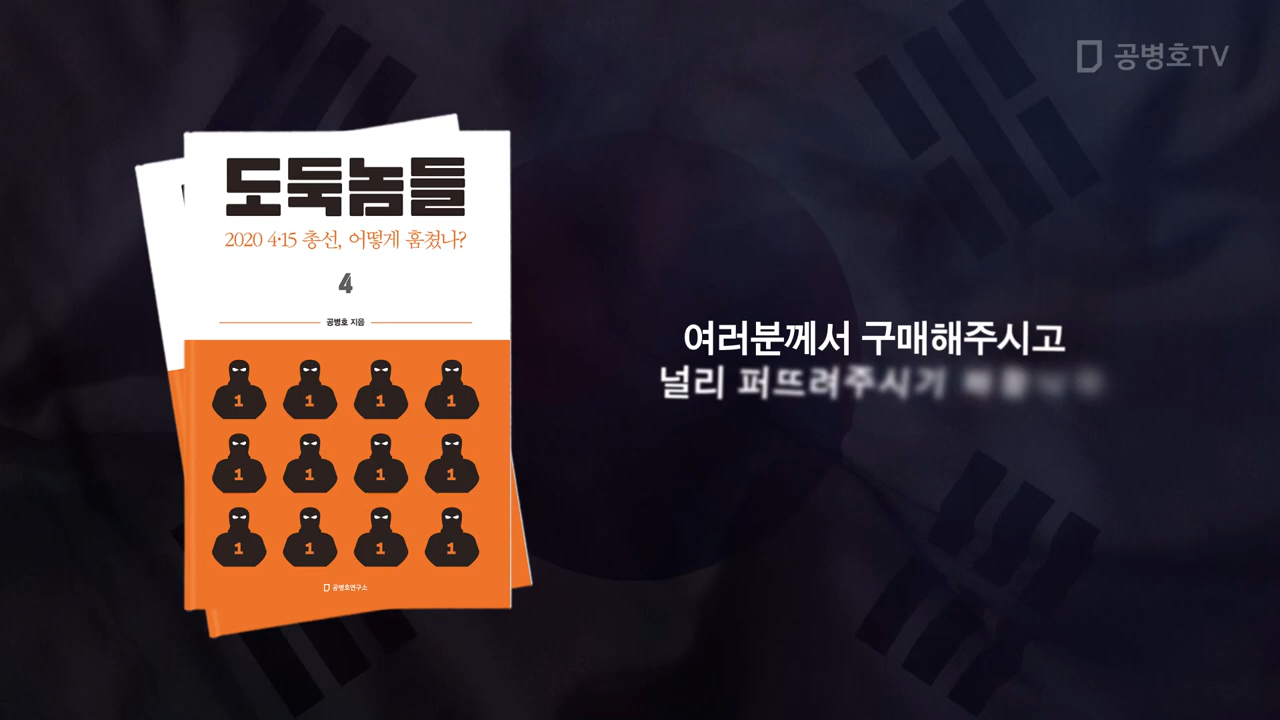 공병호TV
도둑놈들
2020 4·15 총선, 어떻게 훔쳤나?
4
공병호 지음
1 1 1 1
1 1 1 1
1 1 1 1
공병호연구소
여러분께서 구매해주시고
널리 퍼뜨려주시기